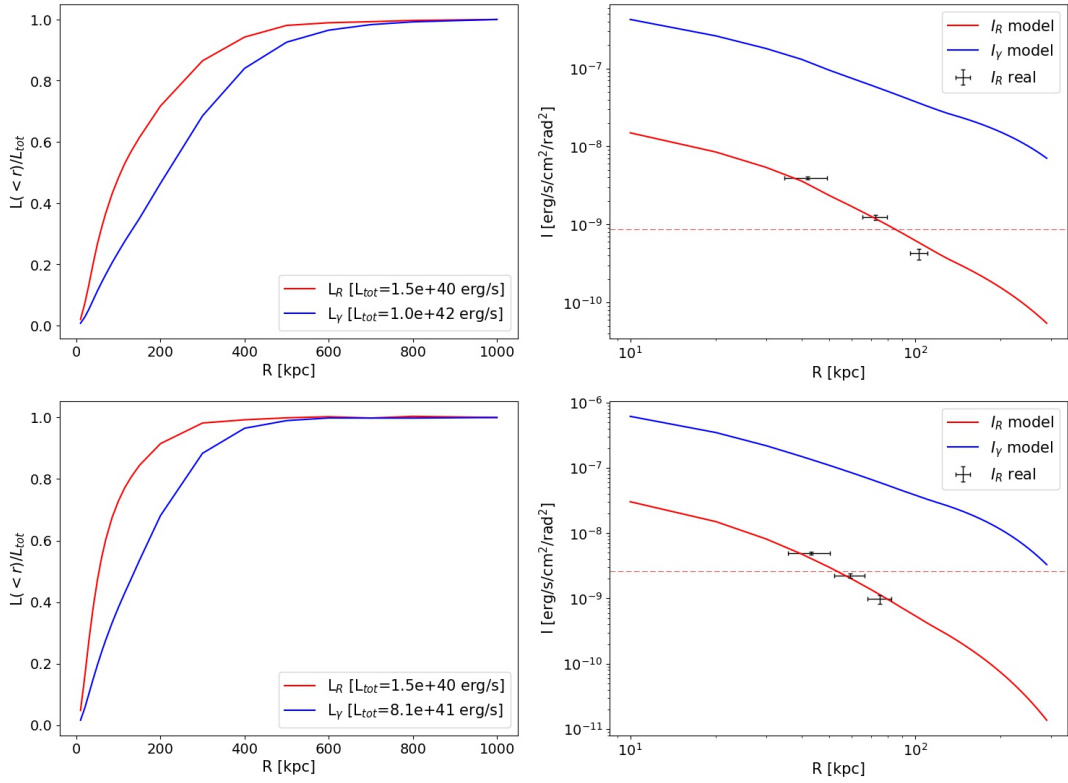 1.0
0.8
0.6
0.4
0.2
0.0
L(<r)/L_tot
L_R [L_tot=1.5e+40 erg/s]
L_γ [L_tot=1.0e+42 erg/s]
0 200 400 600 800 1000
R [kpc]
10⁻⁷
10⁻⁸
10⁻⁹
10⁻¹⁰
I [erg/s/cm²/rad²]
I_R model
I_γ model
I_R real
10¹ 10²
R [kpc]
1.0
0.8
0.6
0.4
0.2
0.0
L(<r)/L_tot
L_R [L_tot=1.5e+40 erg/s]
L_γ [L_tot=8.1e+41 erg/s]
0 200 400 600 800 1000
R [kpc]
10⁻⁶
10⁻⁷
10⁻⁸
10⁻⁹
10⁻¹⁰
10⁻¹¹
I [erg/s/cm²/rad²]
I_R model
I_γ model
I_R real
10¹ 10²
R [kpc]